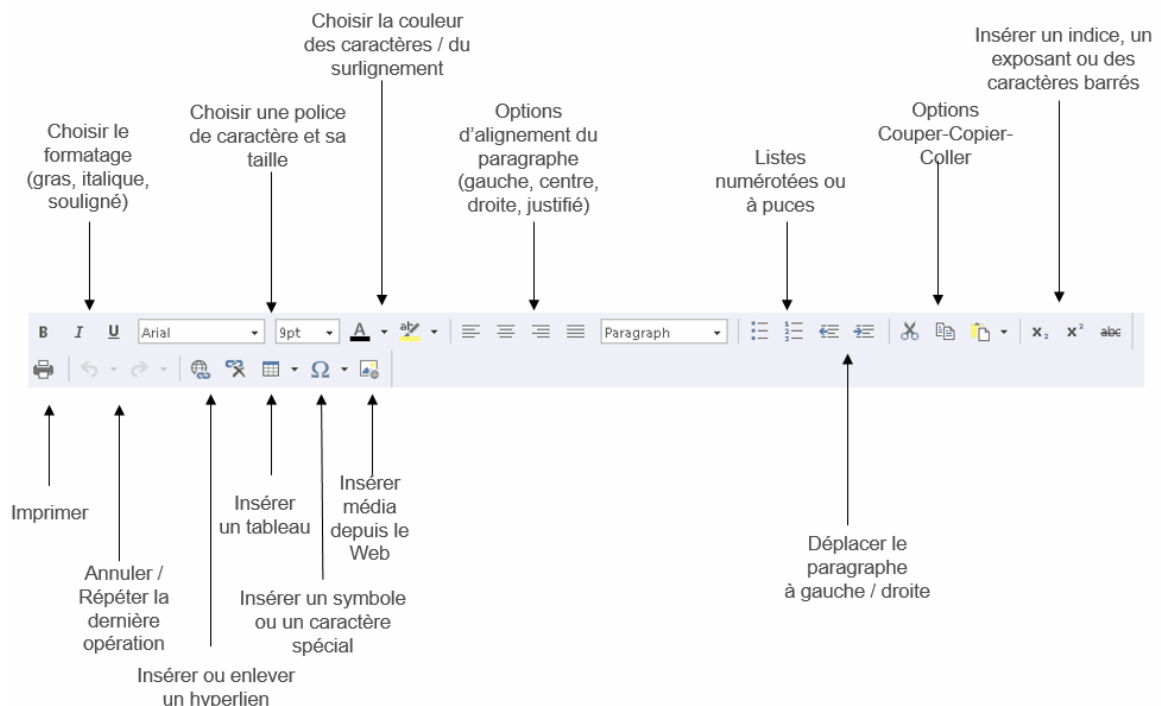 Choisir la couleur
des caractères / du
surlignement
Insérer un indice, un
exposant ou des
caractères barrés
Choisir une police
de caractère et sa
taille
Options
d'alignement du
paragraphe
(gauche, centre,
droite, justifié)
Options
Couper-Copier-
Coller
Choisir le
formatage
(gras, italique,
souligné)
Listes
numérotées ou
à puces
B I U Arial 9pt A ab Paragraph x₂ x² abc
Ω
Imprimer
Annuler /
Répéter la
dernière
opération
Insérer ou enlever
un hyperlien
Insérer
un tableau
Insérer un symbole
ou un caractère
spécial
Insérer
média
depuis le
Web
Déplacer le
paragraphe
à gauche / droite